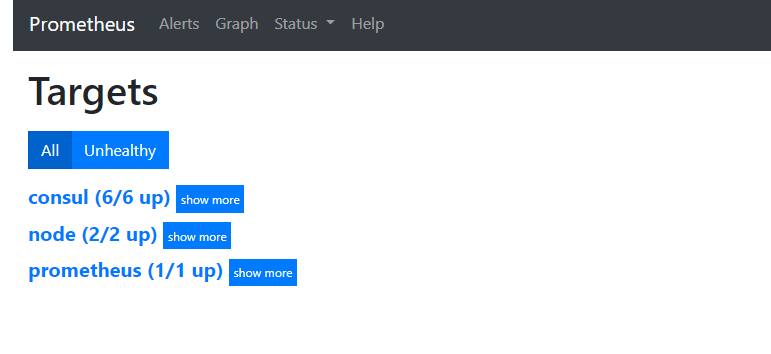 Prometheus Alerts Graph Status Help
Targets
All Unhealthy
consul (6/6 up) show more
node (2/2 up) show more
prometheus (1/1 up) show more